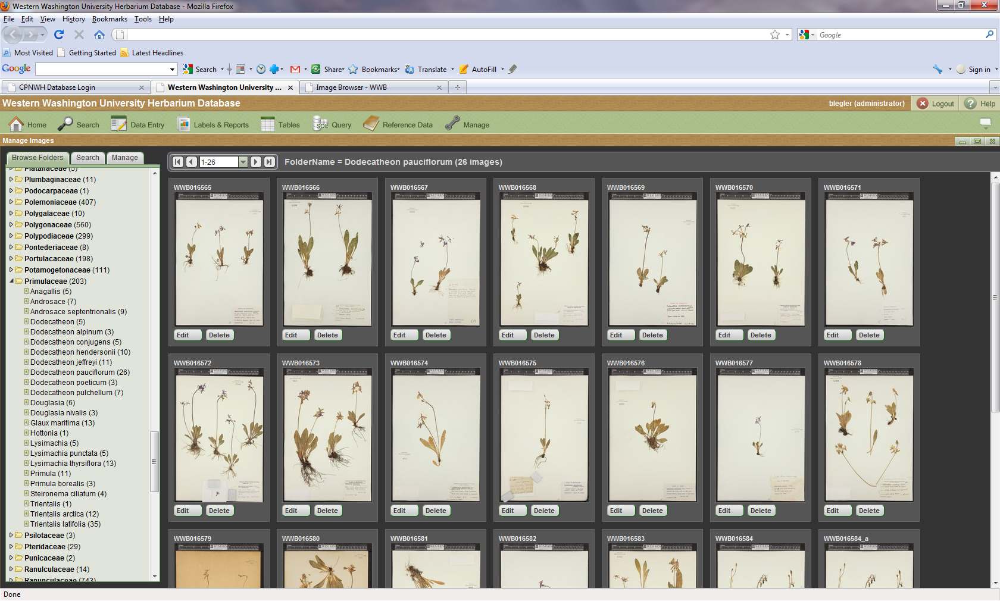 Western Washington University Herbarium Database - Mozilla Firefox
File Edit View History Bookmarks Tools Help
Google
Most Visited Getting Started Latest Headlines
Google Search Share Bookmarks Translate AutoFill Sign in
CPNWH Database Login Western Washington University ... Image Browser - WWB
Western Washington University Herbarium Database blegler (administrator) Logout Help
Home Search Data Entry Labels & Reports Tables SQL Query Reference Data Manage
Manage Images
Browse Folders Search Manage
1-26 FolderName = Dodecatheon pauciflorum (26 images)
Platanaceae (5)
Plumbaginaceae (11)
Podocarpaceae (1)
Polemoniaceae (407)
Polygalaceae (10)
Polygonaceae (560)
Polypodiaceae (299)
Pontederiaceae (8)
Portulacaceae (198)
Potamogetonaceae (111)
Primulaceae (203)
Anagallis (5)
Androsace (7)
Androsace septentrionalis (9)
Dodecatheon (5)
Dodecatheon alpinum (3)
Dodecatheon conjugens (5)
Dodecatheon hendersonii (10)
Dodecatheon jeffreyi (11)
Dodecatheon pauciflorum (26)
Dodecatheon poeticum (3)
Dodecatheon pulchellum (7)
Douglasia (6)
Douglasia nivalis (3)
Glaux maritima (13)
Hottonia (1)
Lysimachia (5)
Lysimachia punctata (5)
Lysimachia thyrsiflora (13)
Primula (11)
Primula borealis (3)
Steironema ciliatum (4)
Trientalis (1)
Trientalis arctica (12)
Trientalis latifolia (35)
Psilotaceae (3)
Pteridaceae (29)
Punicaceae (2)
Ranulculaceae (14)
Ranunculaceae (743)
WWB016565 WWB016566 WWB016567 WWB016568 WWB016569 WWB016570 WWB016571
Edit Delete Edit Delete Edit Delete Edit Delete Edit Delete Edit Delete Edit Delete
WWB016572 WWB016573 WWB016574 WWB016575 WWB016576 WWB016577 WWB016578
Edit Delete Edit Delete Edit Delete Edit Delete Edit Delete Edit Delete Edit Delete
WWB016579 WWB016580 WWB016581 WWB016582 WWB016583 WWB016584 WWB016584_a
Done